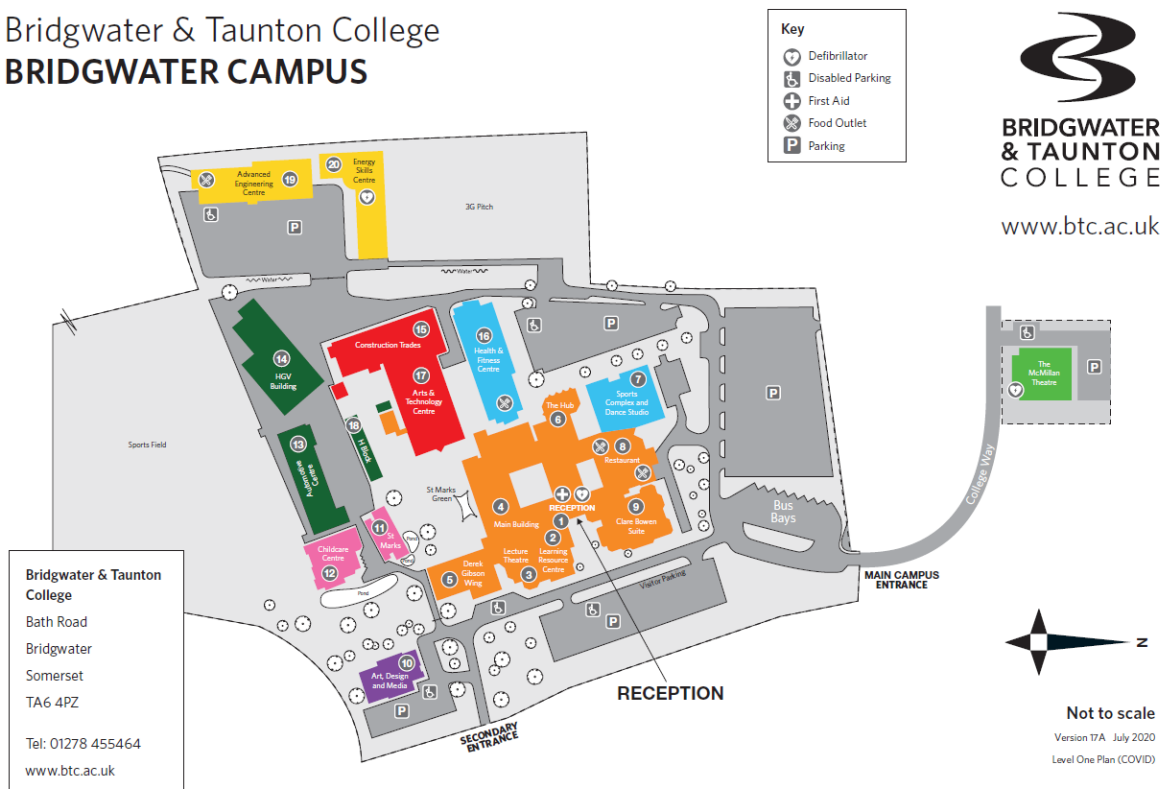 Bridgwater & Taunton College
BRIDGWATER CAMPUS
Key
Defibrillator
Disabled Parking
First Aid
Food Outlet
P Parking
BRIDGWATER
& TAUNTON
COLLEGE
www.btc.ac.uk
Advanced
Engineering
Centre
19
20
Energy
Skills
Centre
P
3G Pitch
Water
Water
14
HGV
Building
15
Construction Trades
17
Arts &
Technology
Centre
16
Health &
Fitness
Centre
P
7
Sports
Complex and
Dance Studio
The Hub
6
P
The
McMillan
Theatre
P
College Way
Sports Field
13
Automotive
Centre
18
H Block
8
Restaurant
St Marks
Green
4
Main Building
RECEPTION
1
9
Clare Bowen
Suite
Bus
Bays
11
St
Marks
Pond
Pond
Childcare
Centre
12
Pond
5
Derek
Gibson
Wing
Lecture
Theatre
3
2
Learning
Resource
Centre
Visitor Parking
P
MAIN CAMPUS
ENTRANCE
N
10
Art, Design
and Media
P
RECEPTION
SECONDARY
ENTRANCE
Bridgwater & Taunton
College
Bath Road
Bridgwater
Somerset
TA6 4PZ
Tel: 01278 455464
www.btc.ac.uk
Not to scale
Version 17A July 2020
Level One Plan (COVID)